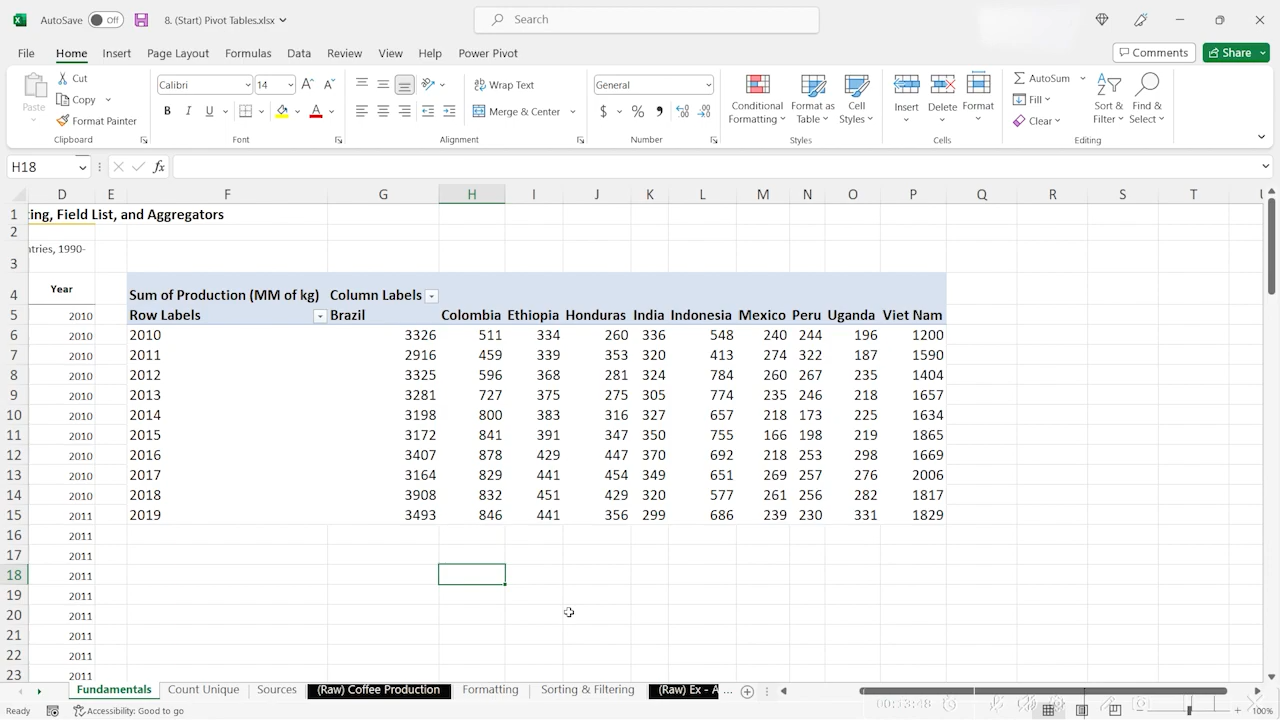 AutoSave Off 8. (Start) Pivot Tables.xlsx Search
File Home Insert Page Layout Formulas Data Review View Help Power Pivot Comments Share
Paste Cut Copy Format Painter Clipboard
Calibri 14 B I U A Font
Wrap Text Merge & Center Alignment
General $ % , Number
Conditional Formatting Format Table Cell Styles Styles
Insert Delete Format Cells
AutoSum Fill Clear Sort & Filter Find & Select Editing
H18 fx
D E F G H I J K L M N O P Q R S T
1 ing, Field List, and Aggregators
2
3 ntries, 1990-
4 Year Sum of Production (MM of kg) Column Labels
5 2010 Row Labels Brazil Colombia Ethiopia Honduras India Indonesia Mexico Peru Uganda Viet Nam
6 2010 2010 3326 511 334 260 336 548 240 244 196 1200
7 2010 2011 2916 459 339 353 320 413 274 322 187 1590
8 2010 2012 3325 596 368 281 324 784 260 267 235 1404
9 2010 2013 3281 727 375 275 305 774 235 246 218 1657
10 2010 2014 3198 800 383 316 327 657 218 173 225 1634
11 2010 2015 3172 841 391 347 350 755 166 198 219 1865
12 2010 2016 3407 878 429 447 370 692 218 253 298 1669
13 2010 2017 3164 829 441 454 349 651 269 257 276 2006
14 2010 2018 3908 832 451 429 320 577 261 256 282 1817
15 2011 2019 3493 846 441 356 299 686 239 230 331 1829
16 2011
17 2011
18 2011
19 2011
20 2011
21 2011
22 2011
23 2011
Fundamentals Count Unique Sources (Raw) Coffee Production Formatting Sorting & Filtering (Raw) Ex - A ...
Ready Accessibility: Good to go 100%